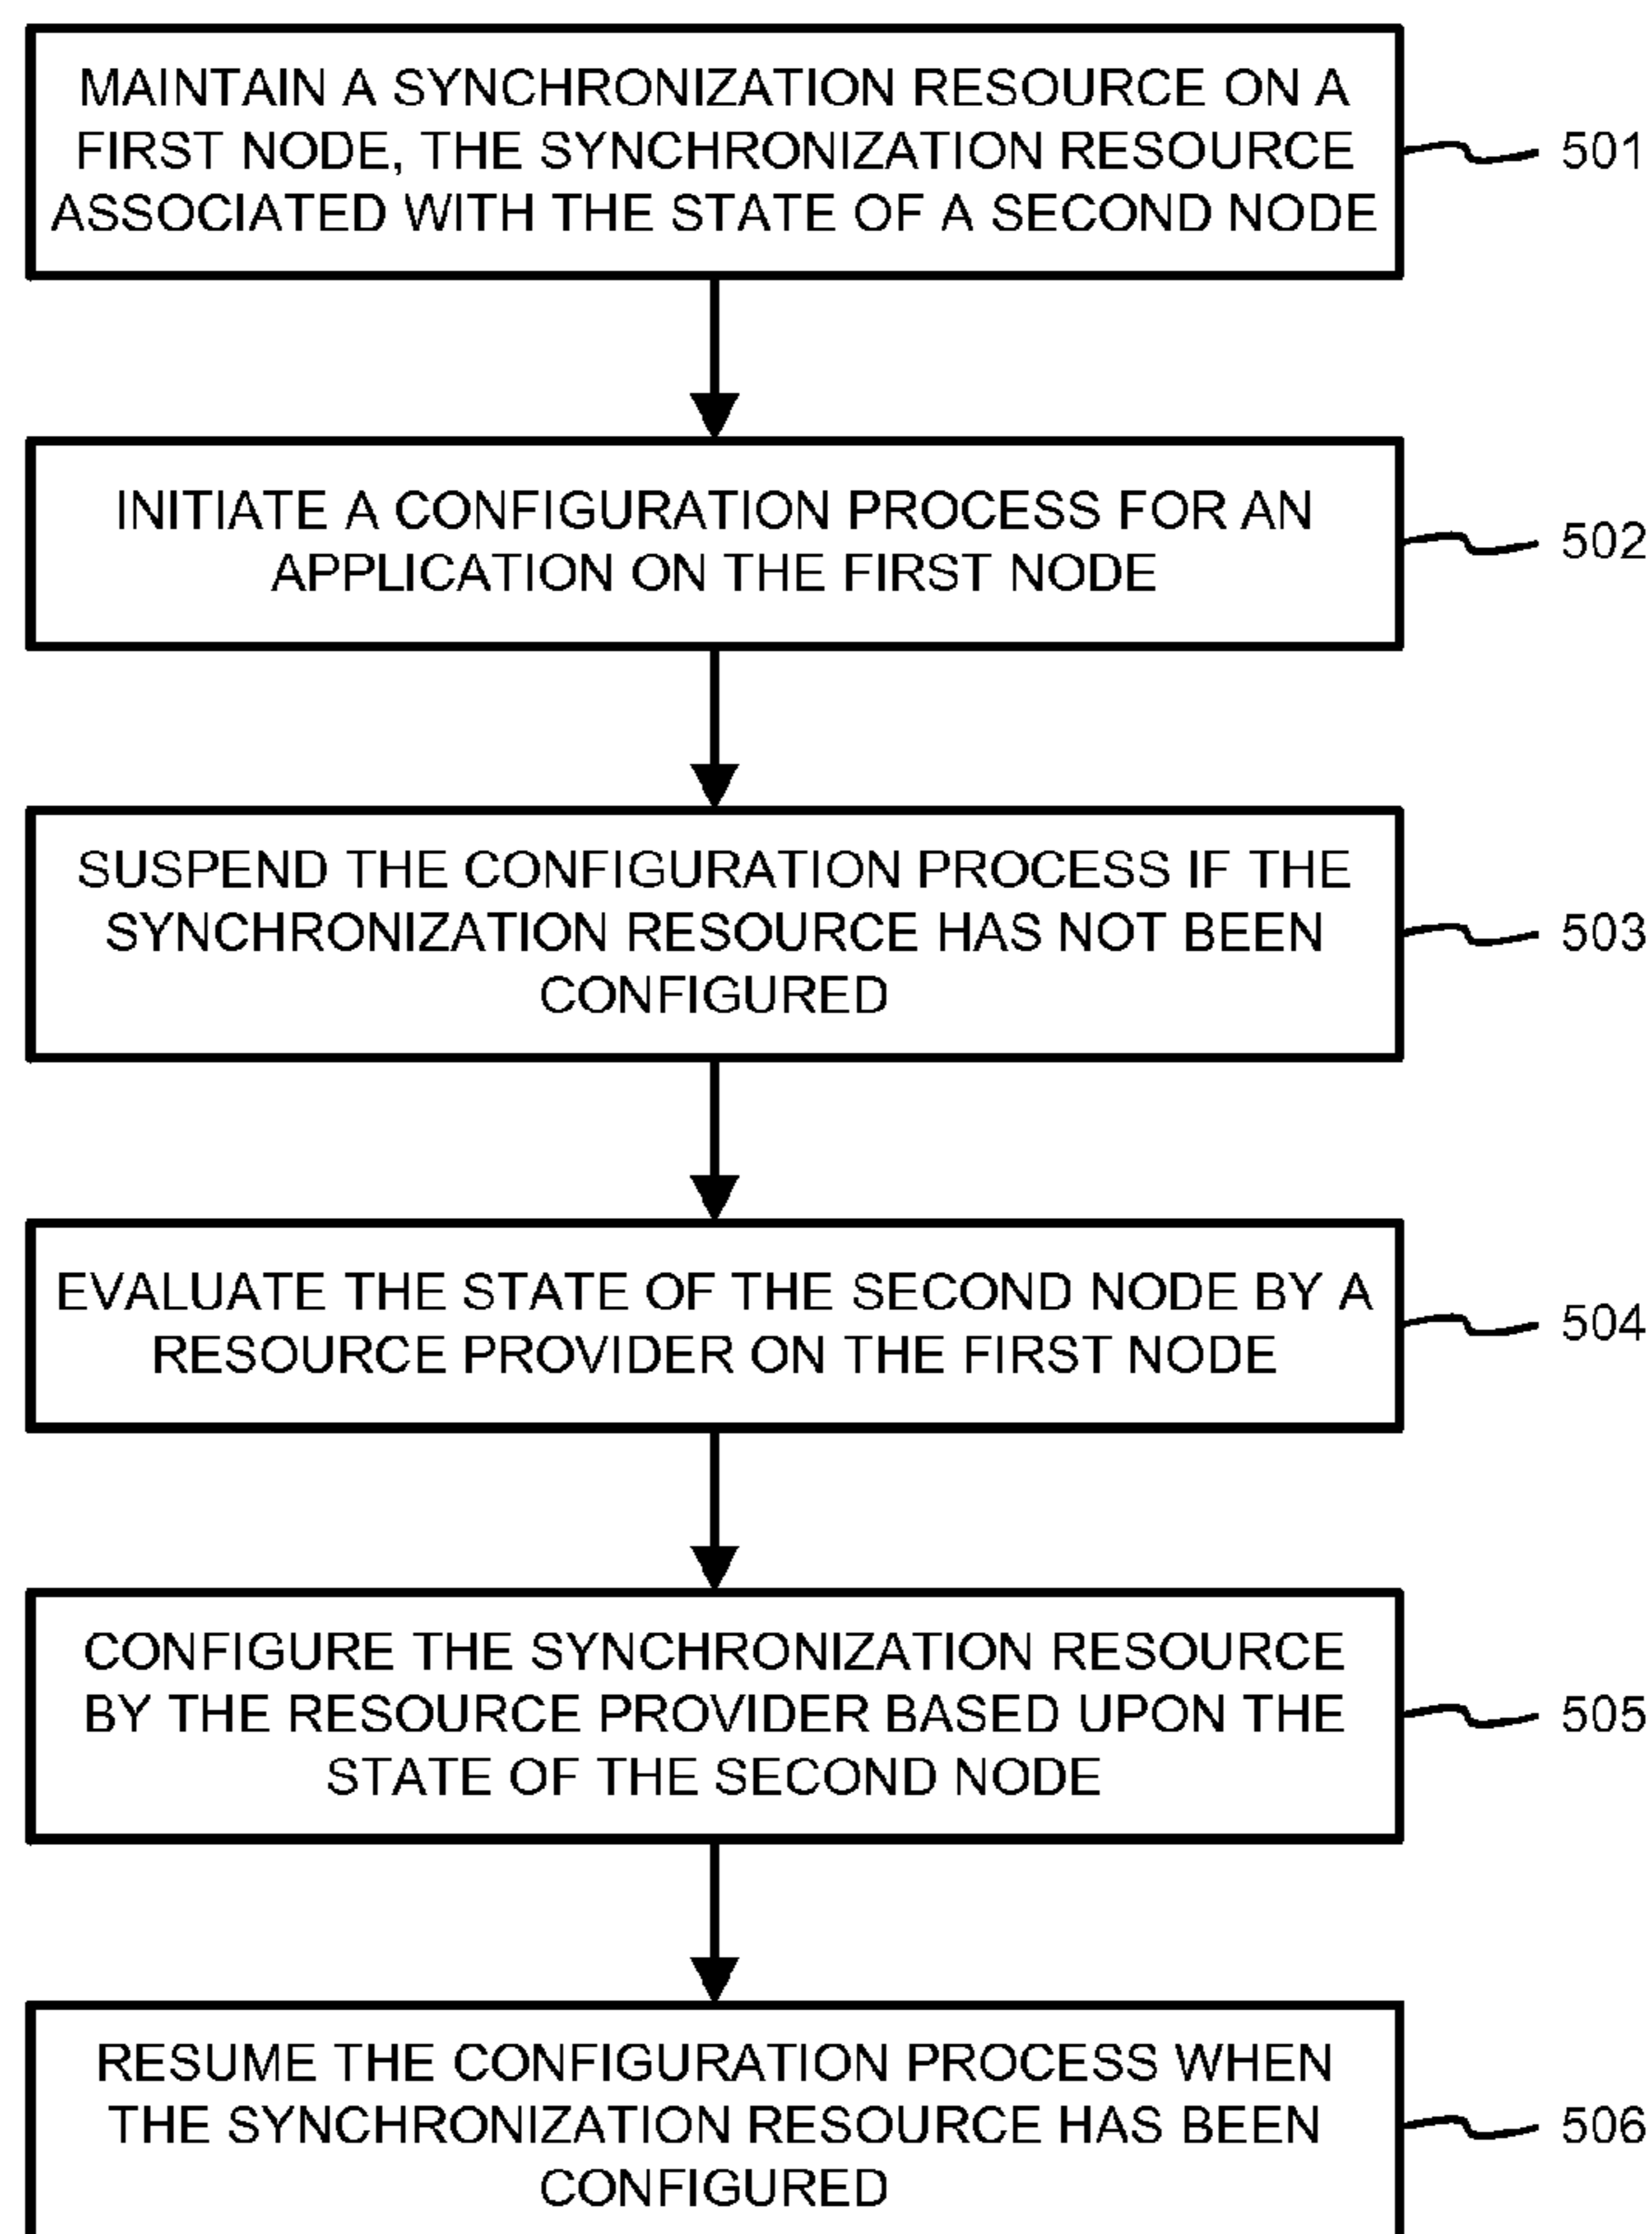 MAINTAIN A SYNCHRONIZATION RESOURCE ON A
FIRST NODE, THE SYNCHRONIZATION RESOURCE
ASSOCIATED WITH THE STATE OF A SECOND NODE
501
INITIATE A CONFIGURATION PROCESS FOR AN
APPLICATION ON THE FIRST NODE
502
SUSPEND THE CONFIGURATION PROCESS IF THE
SYNCHRONIZATION RESOURCE HAS NOT BEEN
CONFIGURED
503
EVALUATE THE STATE OF THE SECOND NODE BY A
RESOURCE PROVIDER ON THE FIRST NODE
504
CONFIGURE THE SYNCHRONIZATION RESOURCE
BY THE RESOURCE PROVIDER BASED UPON THE
STATE OF THE SECOND NODE
505
RESUME THE CONFIGURATION PROCESS WHEN
THE SYNCHRONIZATION RESOURCE HAS BEEN
CONFIGURED
506